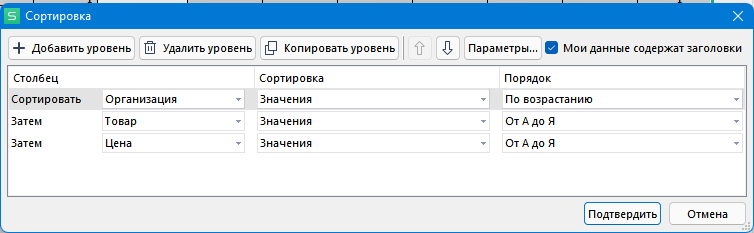 S Сортировка
+ Добавить уровень Удалить уровень Копировать уровень Параметры... Мои данные содержат заголовки
Столбец Сортировка Порядок
Сортировать Организация Значения По возрастанию
Затем Товар Значения От А до Я
Затем Цена Значения От А до Я
Подтвердить Отмена